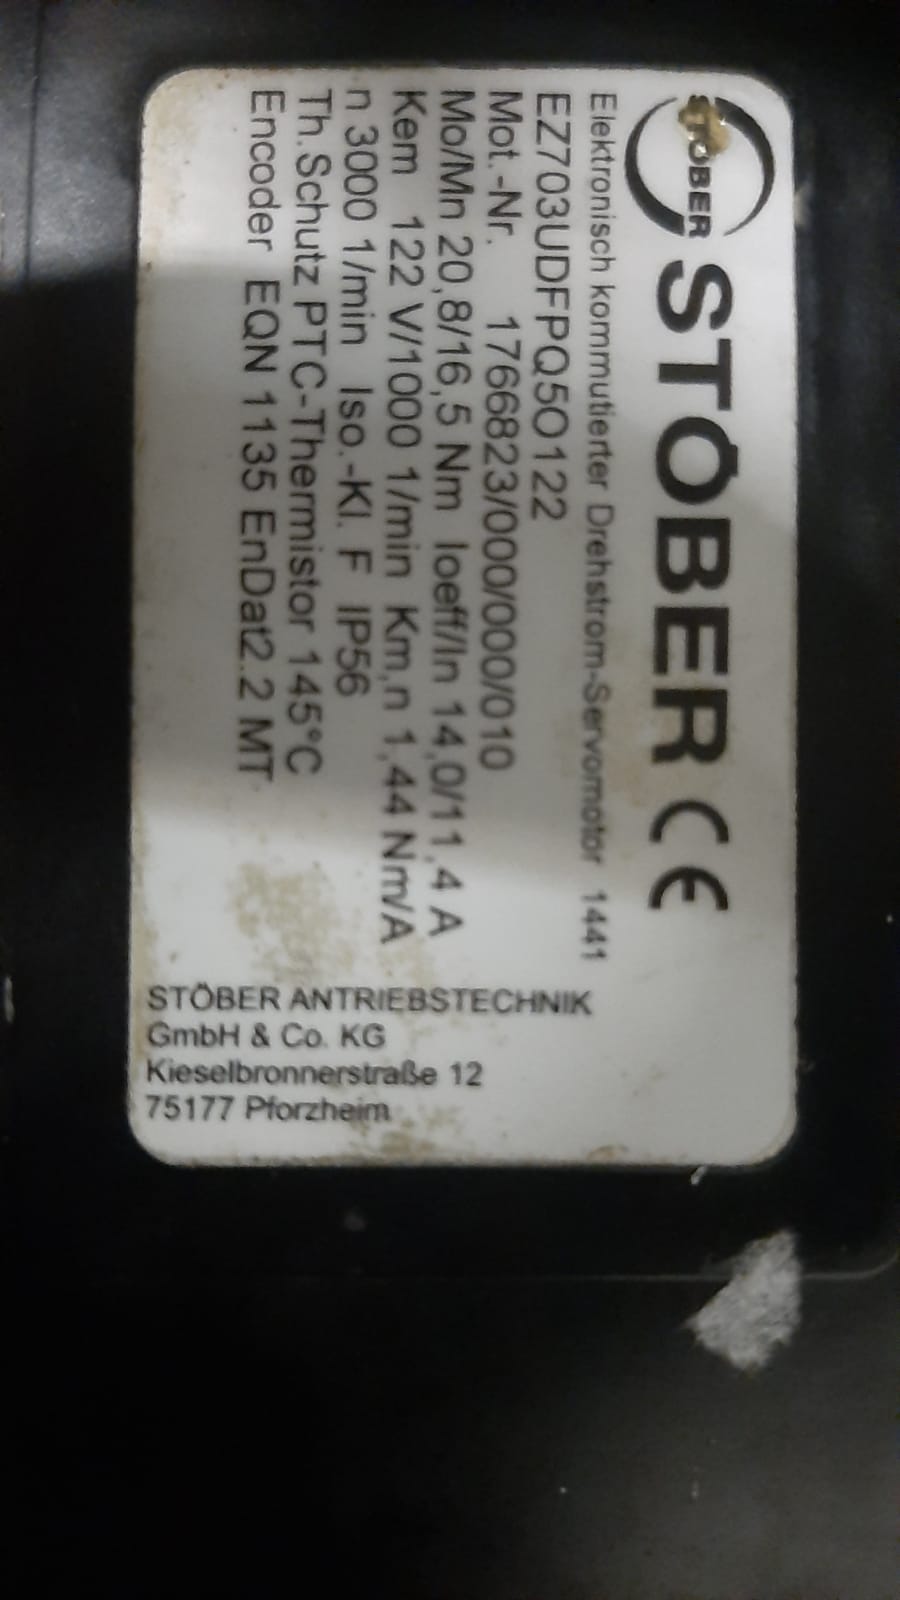 STÖBER STÖBER CE
Elektronisch kommutierter Drehstrom-Servomotor 1441
EZ703UDFPQ5O122
Mot.-Nr. 1766823/000/000/010
Mo/Mn 20,8/16,5 Nm Ioeff/In 14,0/11,4 A
Kem 122 V/1000 1/min Km,n 1,44 Nm/A
n 3000 1/min Iso.-Kl. F IP56
Th.Schutz PTC-Thermistor 145°C
Encoder EQN 1135 EnDat2.2 MT
STÖBER ANTRIEBSTECHNIK
GmbH & Co. KG
Kieselbronnerstraße 12
75177 Pforzheim